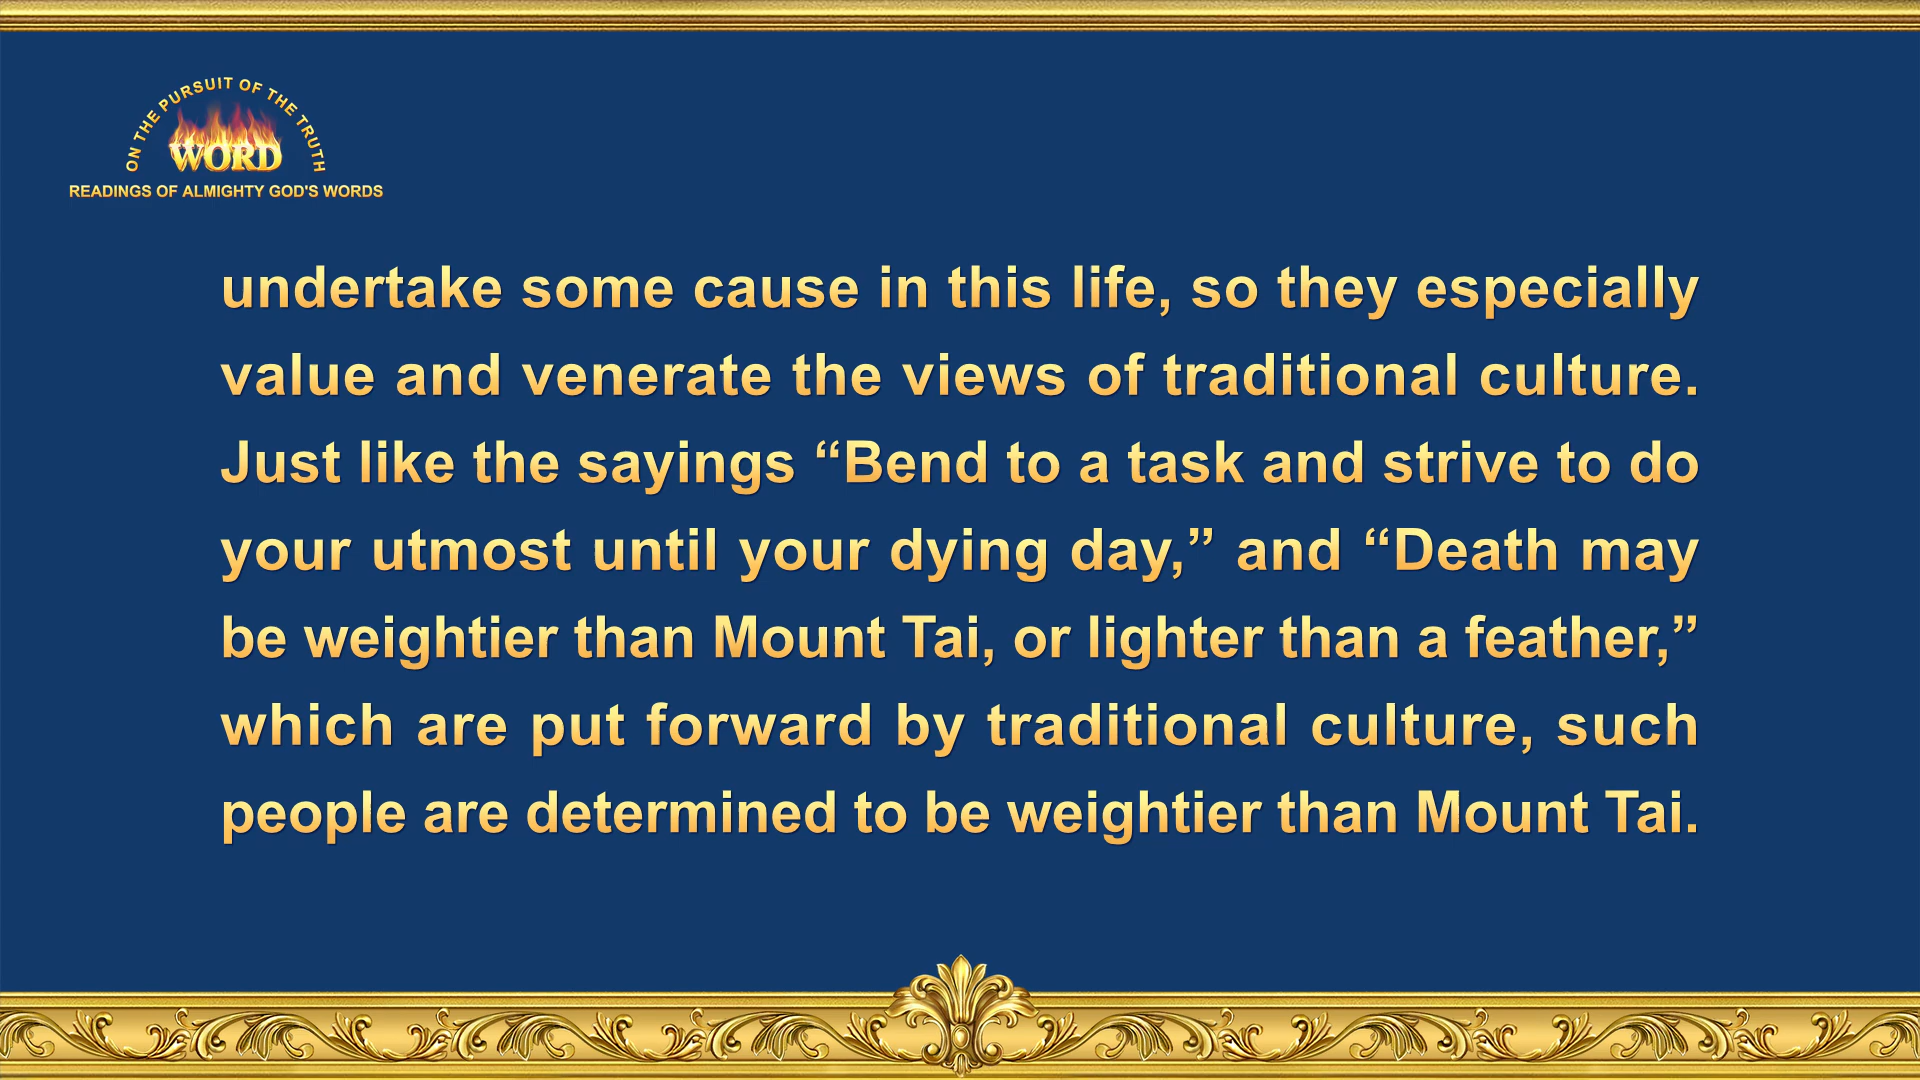 ON THE PURSUIT OF THE TRUTH
WORD
READINGS OF ALMIGHTY GOD'S WORDS
undertake some cause in this life, so they especially
value and venerate the views of traditional culture.
Just like the sayings “Bend to a task and strive to do
your utmost until your dying day,” and “Death may
be weightier than Mount Tai, or lighter than a feather,”
which are put forward by traditional culture, such
people are determined to be weightier than Mount Tai.